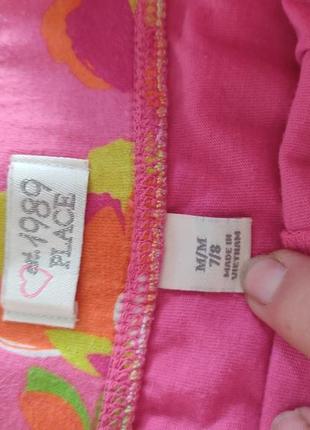 est. 1989
PLACE
M/M
7/8
MADE IN
VIETNAM